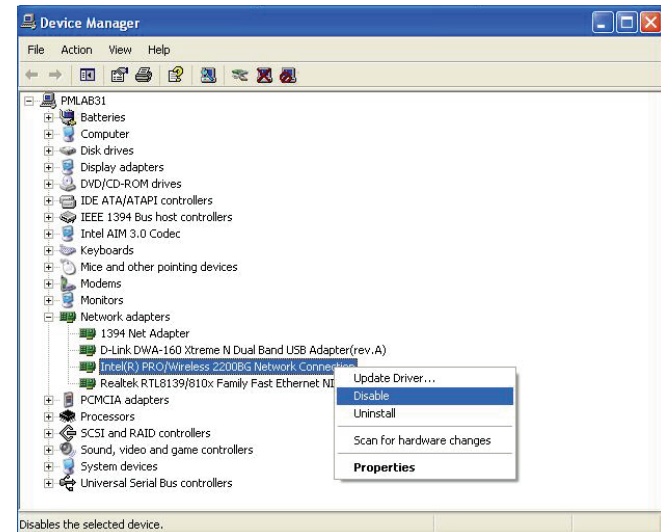 Device Manager
File Action View Help
PMLAB31
Batteries
Computer
Disk drives
Display adapters
DVD/CD-ROM drives
IDE ATA/ATAPI controllers
IEEE 1394 Bus host controllers
Intel AIM 3.0 Codec
Keyboards
Mice and other pointing devices
Modems
Monitors
Network adapters
1394 Net Adapter
D-Link DWA-160 Xtreme N Dual Band USB Adapter(rev.A)
Intel(R) PRO/Wireless 2200BG Network Connection
Realtek RTL8139/810x Family Fast Ethernet NI
PCMCIA adapters
Processors
SCSI and RAID controllers
Sound, video and game controllers
System devices
Universal Serial Bus controllers
Update Driver...
Disable
Uninstall
Scan for hardware changes
Properties
Disables the selected device.